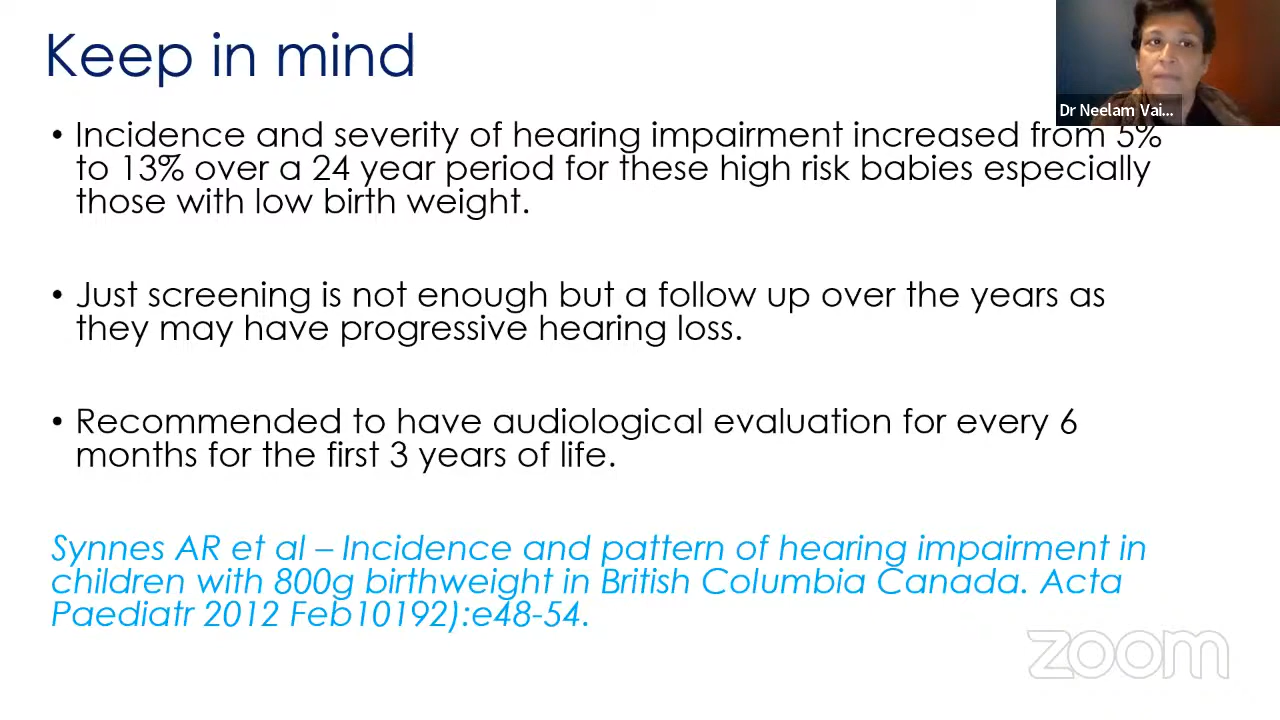 Keep in mind
Dr Neelam Vai...
• Incidence and severity of hearing impairment increased from 5%
to 13% over a 24 year period for these high risk babies especially
those with low birth weight.
• Just screening is not enough but a follow up over the years as
they may have progressive hearing loss.
• Recommended to have audiological evaluation for every 6
months for the first 3 years of life.
Synnes AR et al – Incidence and pattern of hearing impairment in
children with 800g birthweight in British Columbia Canada. Acta
Paediatr 2012 Feb10192):e48-54.
zoom